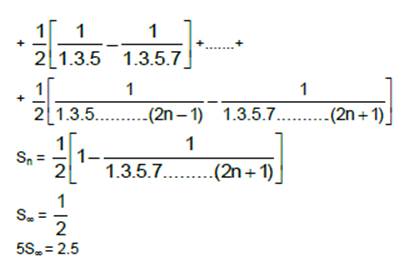 + 1/2[1/1.3.5 − 1/1.3.5.7] +.......+
+ 1/2[1/1.3.5..........(2n−1) − 1/1.3.5.7..........(2n+1)]
Sₙ = 1/2[1− 1/1.3.5.7.........(2n+1)]
S∞ = 1/2
5S∞ = 2.5